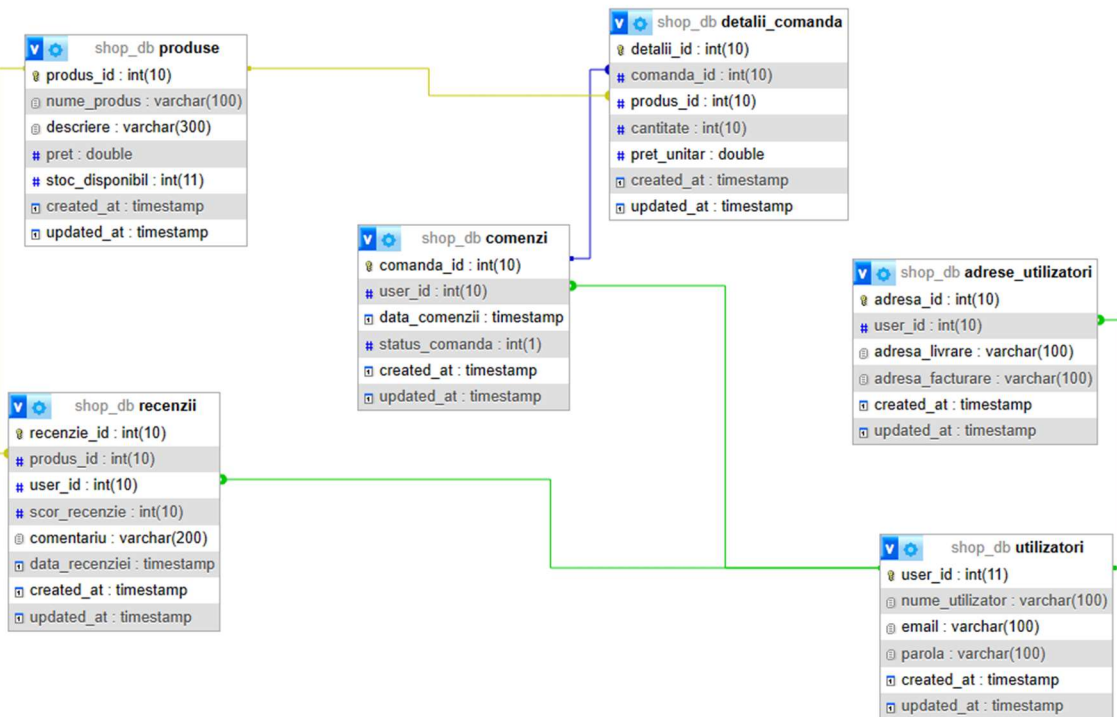 shop_db produse
produs_id : int(10)
nume_produs : varchar(100)
descriere : varchar(300)
pret : double
stoc_disponibil : int(11)
created_at : timestamp
updated_at : timestamp
shop_db detalii_comanda
detalii_id : int(10)
comanda_id : int(10)
produs_id : int(10)
cantitate : int(10)
pret_unitar : double
created_at : timestamp
updated_at : timestamp
shop_db comenzi
comanda_id : int(10)
user_id : int(10)
data_comenzii : timestamp
status_comanda : int(1)
created_at : timestamp
updated_at : timestamp
shop_db adrese_utilizatori
adresa_id : int(10)
user_id : int(10)
adresa_livrare : varchar(100)
adresa_facturare : varchar(100)
created_at : timestamp
updated_at : timestamp
shop_db recenzii
recenzie_id : int(10)
produs_id : int(10)
user_id : int(10)
scor_recenzie : int(10)
comentariu : varchar(200)
data_recenziei : timestamp
created_at : timestamp
updated_at : timestamp
shop_db utilizatori
user_id : int(11)
nume_utilizator : varchar(100)
email : varchar(100)
parola : varchar(100)
created_at : timestamp
updated_at : timestamp